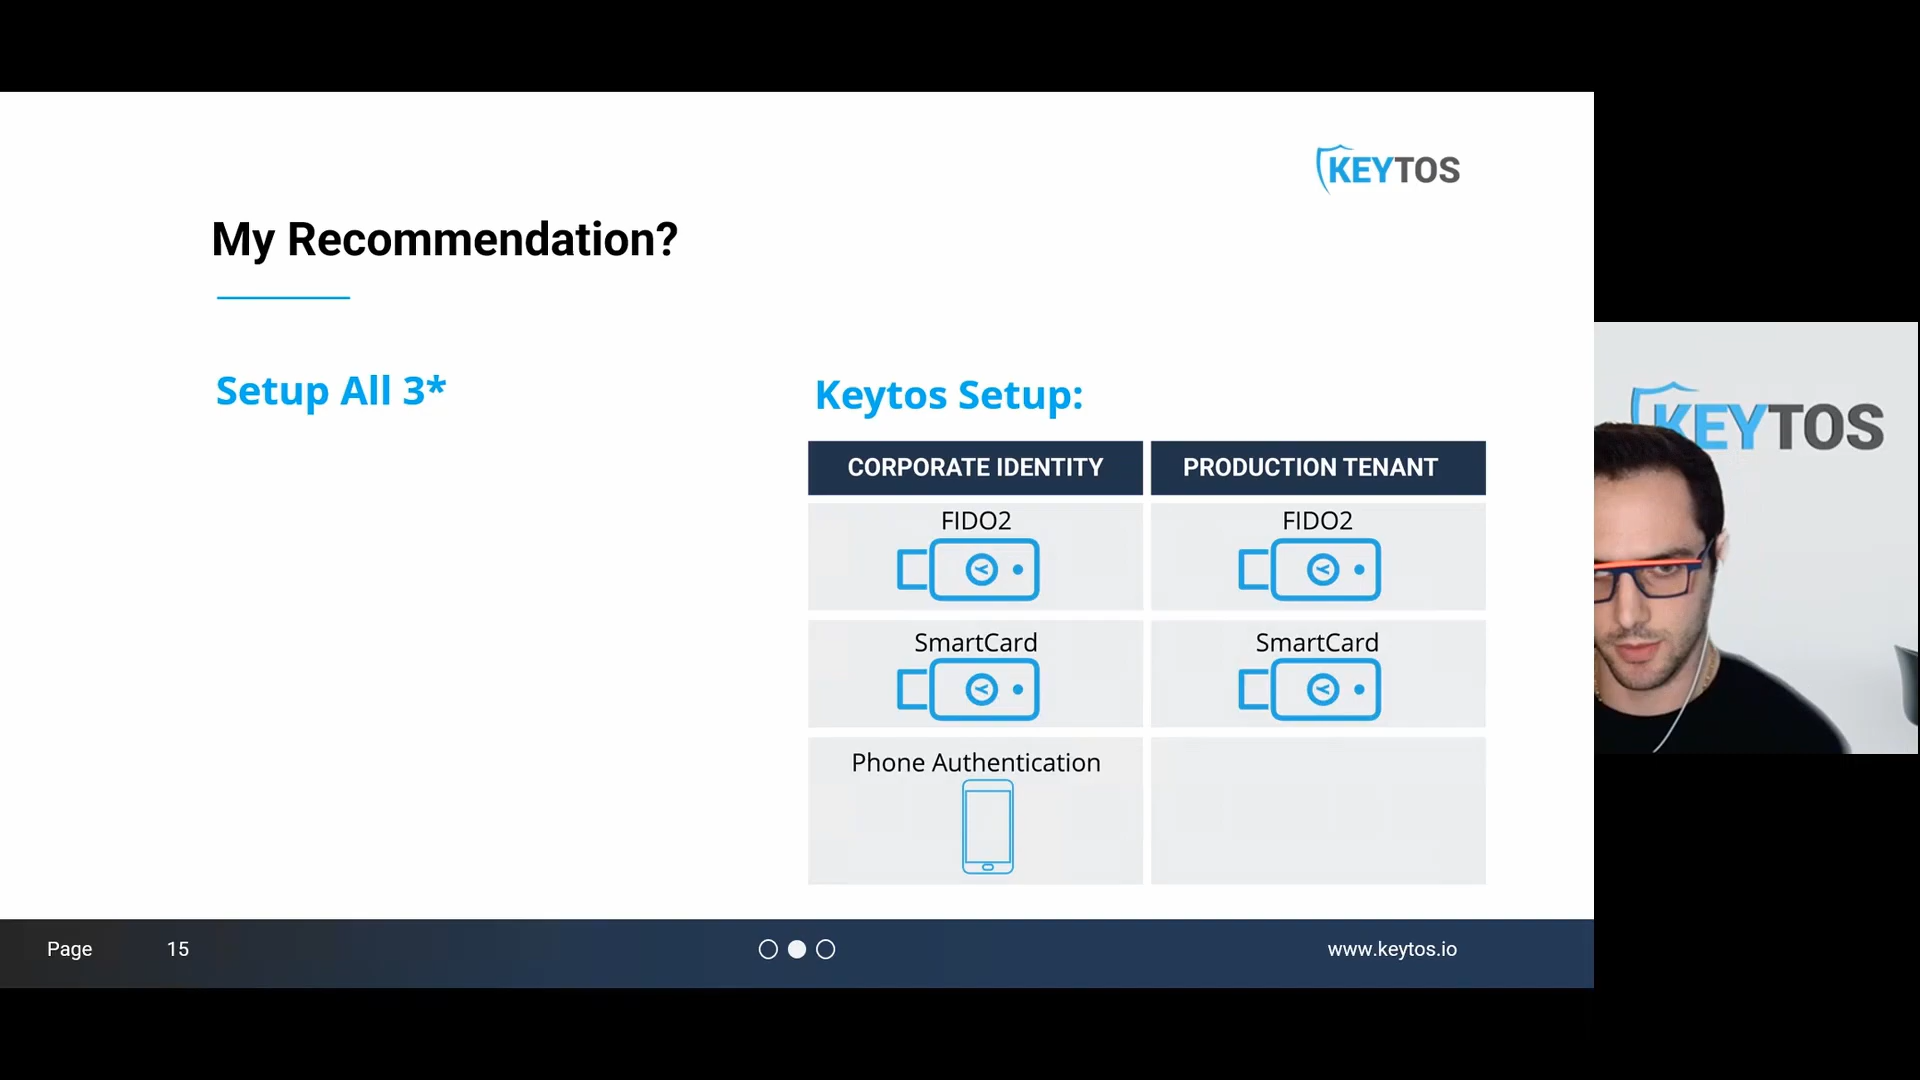 KEYTOS
My Recommendation?
Setup All 3*
Keytos Setup:
CORPORATE IDENTITY
PRODUCTION TENANT
FIDO2
FIDO2
SmartCard
SmartCard
Phone Authentication
KEYTOS
Page 15
www.keytos.io